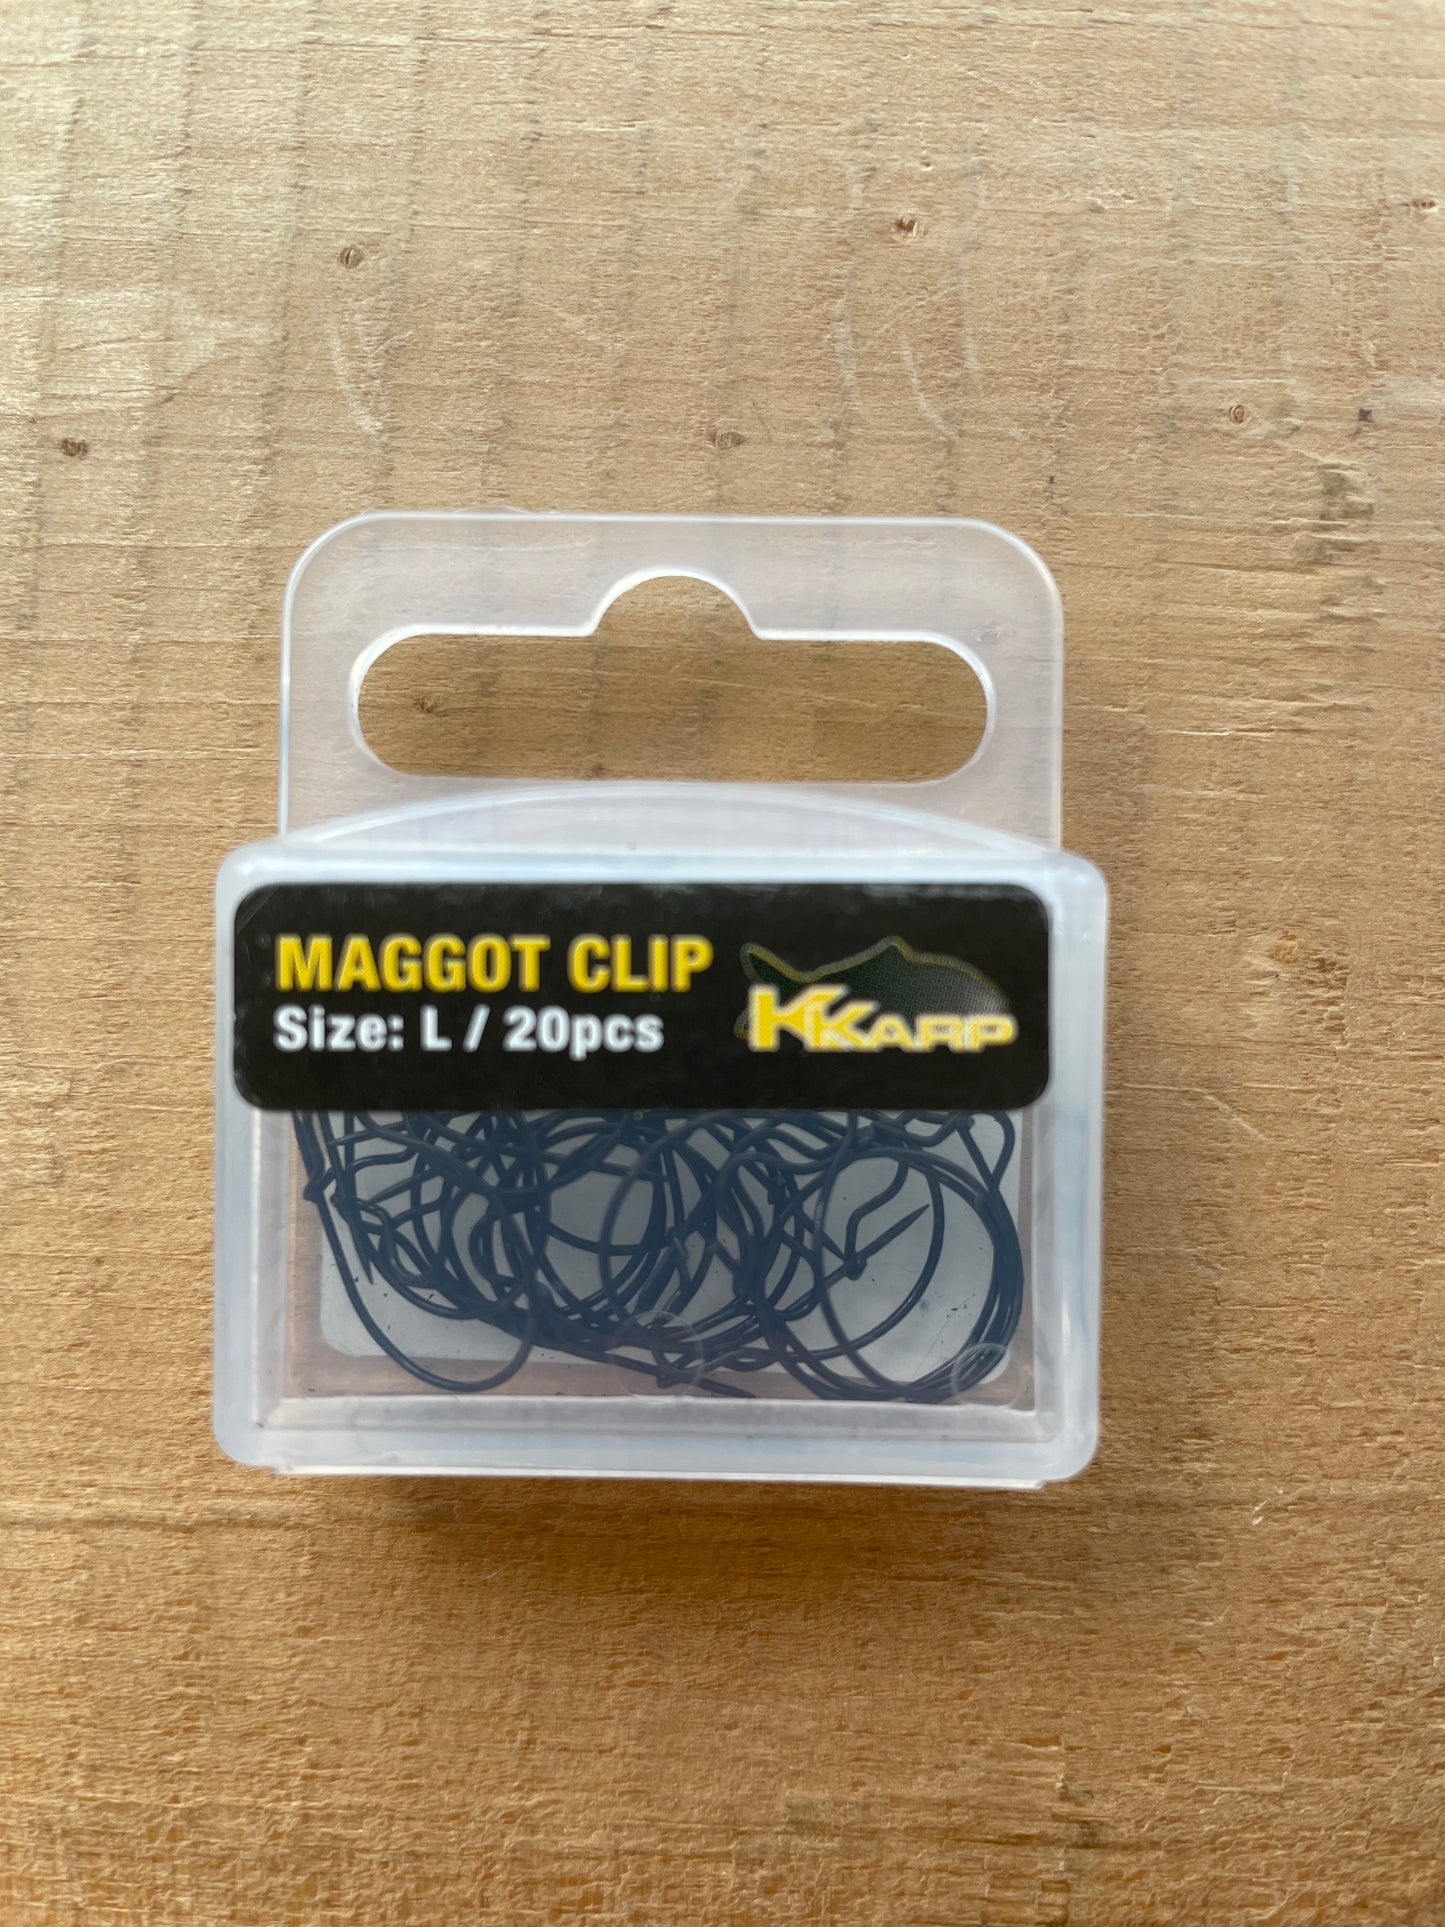 MAGGOT CLIP
Size: L / 20pcs
KKARP